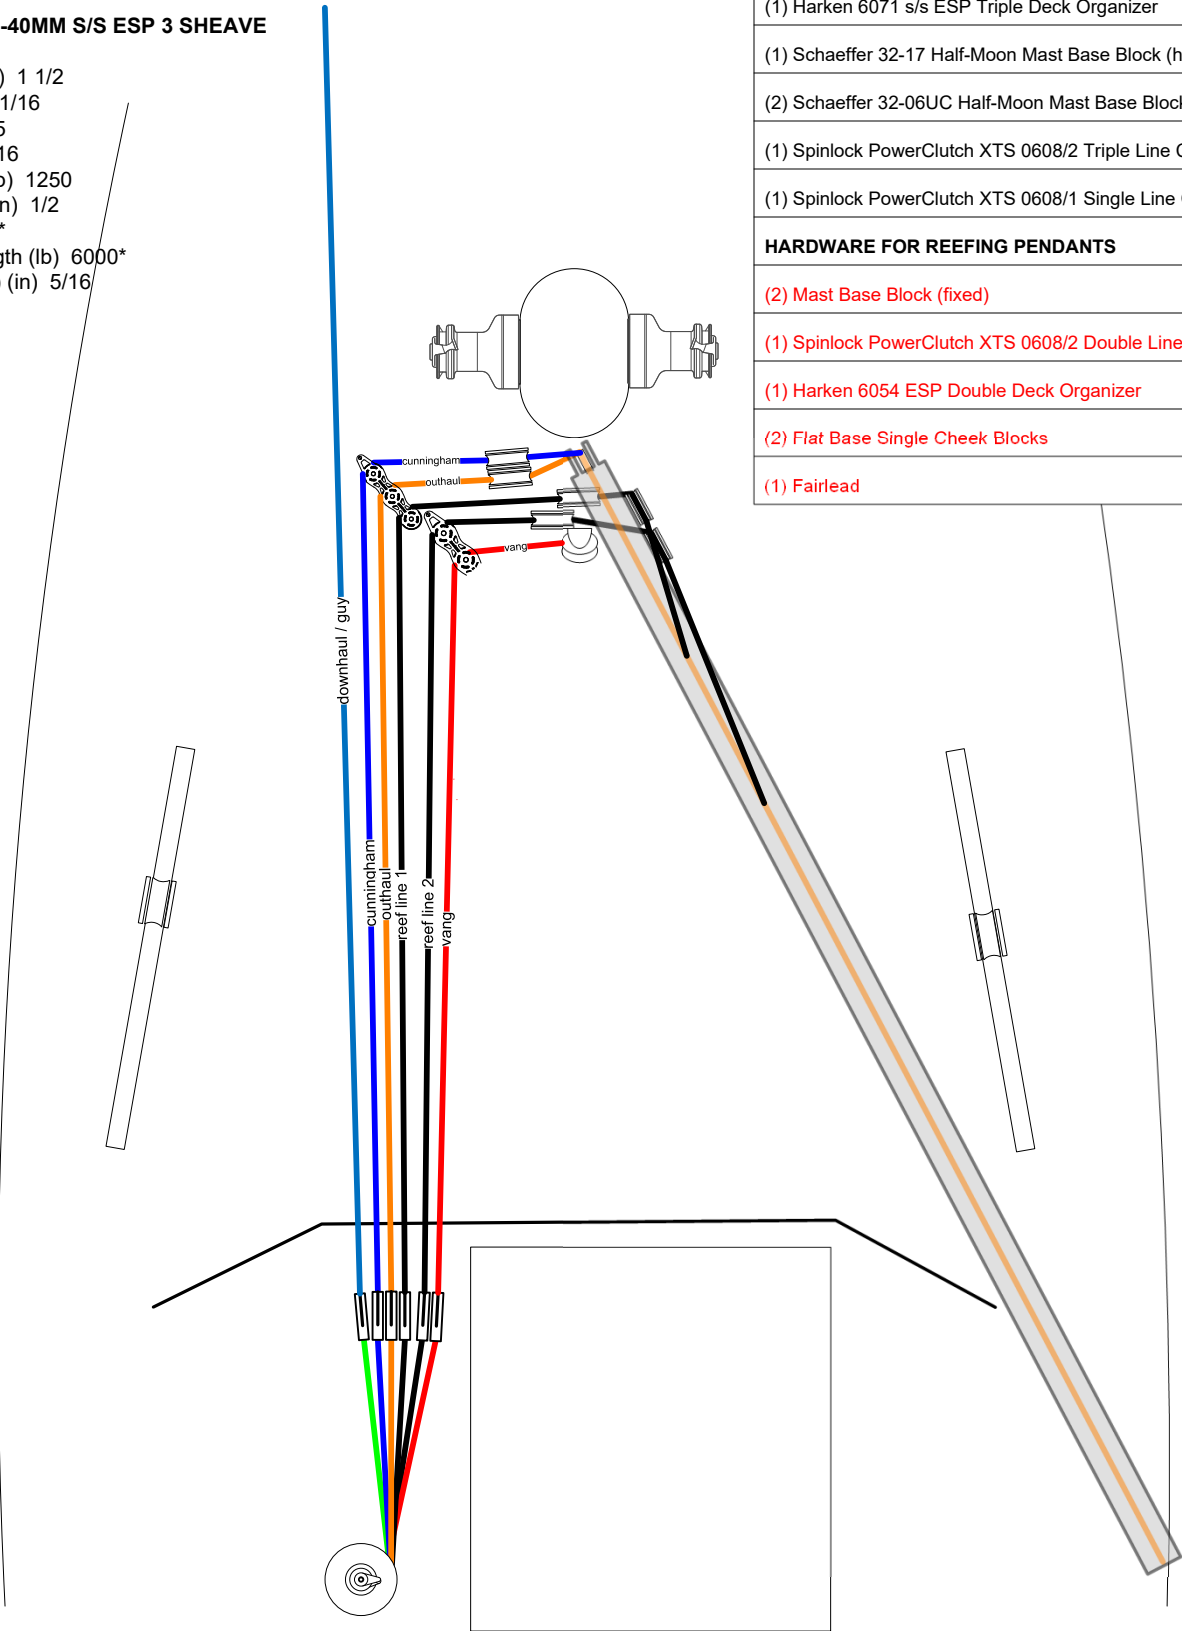 -40MM S/S ESP 3 SHEAVE
) 1 1/2
1/16
5
16
o) 1250
n) 1/2
*
gth (lb) 6000*
) (in) 5/16
(1) Harken 6071 s/s ESP Triple Deck Organizer
(1) Schaeffer 32-17 Half-Moon Mast Base Block (h
(2) Schaeffer 32-06UC Half-Moon Mast Base Block
(1) Spinlock PowerClutch XTS 0608/2 Triple Line C
(1) Spinlock PowerClutch XTS 0608/1 Single Line
HARDWARE FOR REEFING PENDANTS
(2) Mast Base Block (fixed)
(1) Spinlock PowerClutch XTS 0608/2 Double Line
(1) Harken 6054 ESP Double Deck Organizer
(2) Flat Base Single Cheek Blocks
(1) Fairlead
cunningham
outhaul
vang
downhaul / guy
cunningham
outhaul
reef line 1
reef line 2
vang